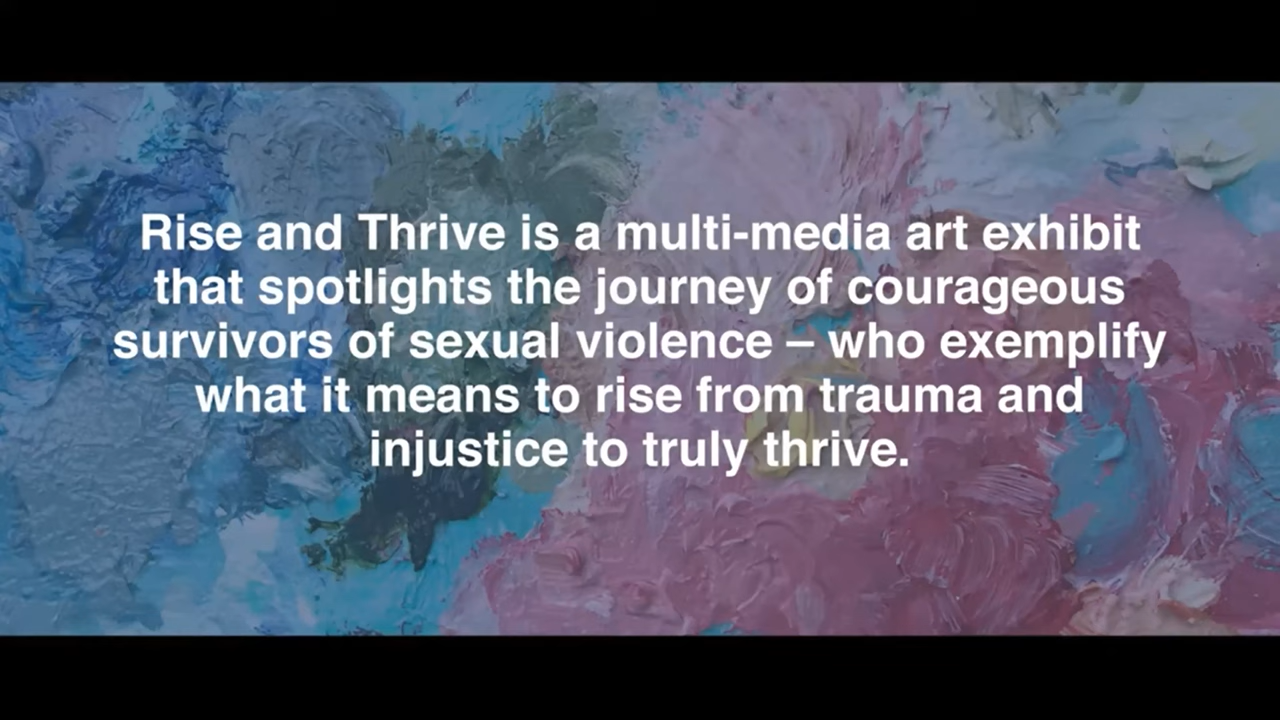 Rise and Thrive is a multi-media art exhibit
that spotlights the journey of courageous
survivors of sexual violence – who exemplify
what it means to rise from trauma and
injustice to truly thrive.